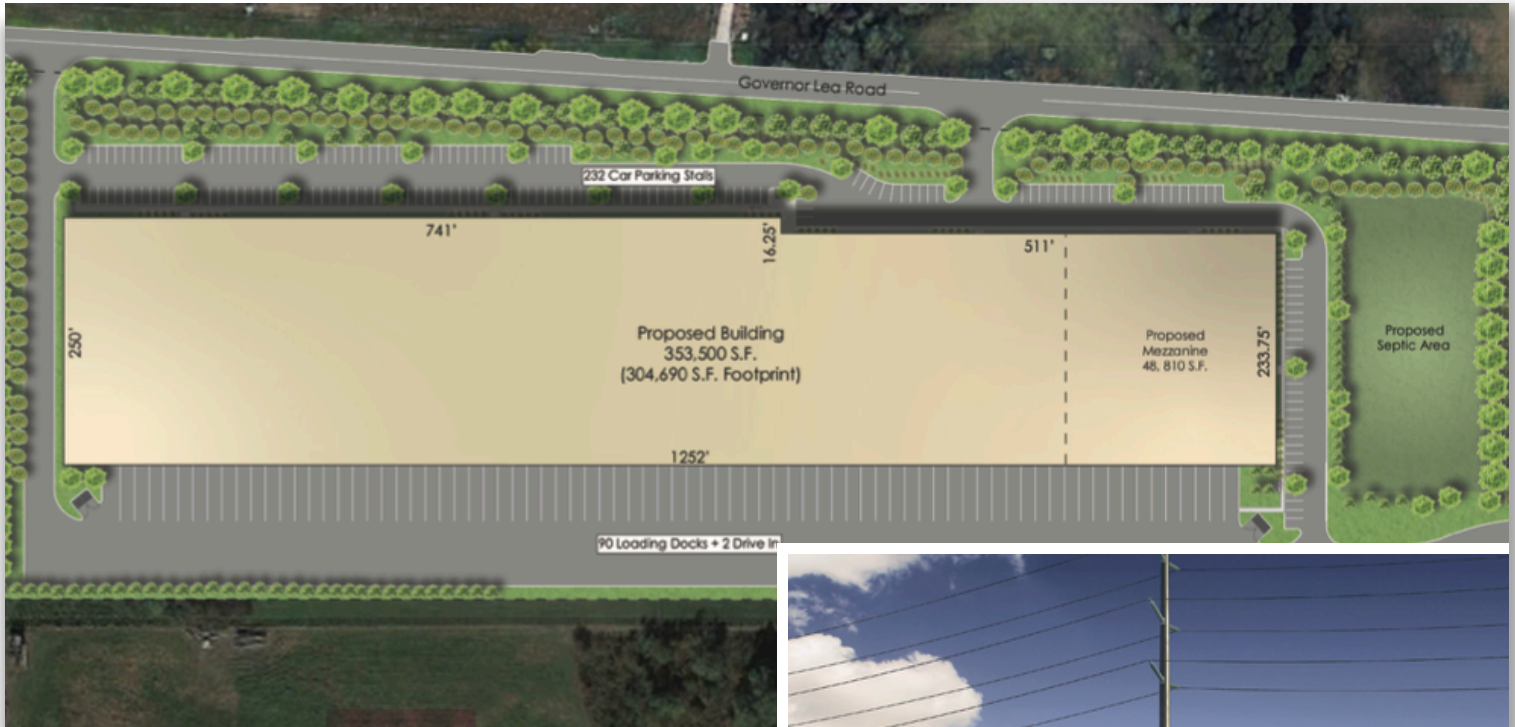 Governor Lea Road
232 Car Parking Stalls
741'
16.25'
511'
250'
Proposed Building
353,500 S.F.
(304,690 S.F. Footprint)
Proposed
Mezzanine
48, 810 S.F.
233.75'
Proposed
Septic Area
1252'
90 Loading Docks + 2 Drive In